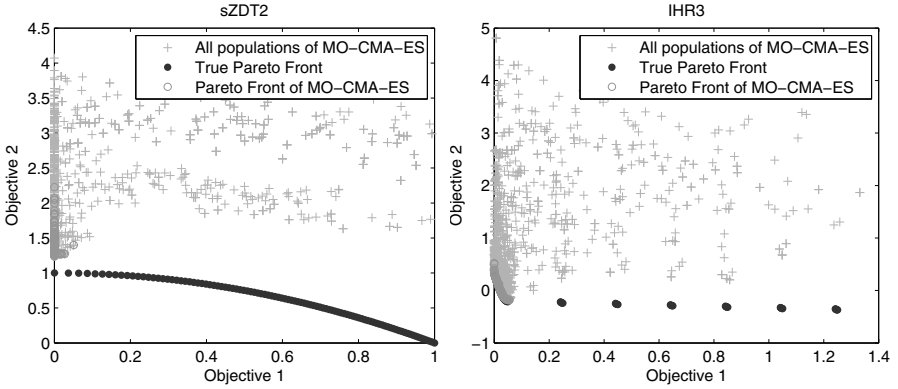 sZDT2
4.5
4
3.5
3
2.5
2
1.5
1
0.5
0
Objective 2
All populations of MO−CMA−ES
True Pareto Front
Pareto Front of MO−CMA−ES
0 0.2 0.4 0.6 0.8 1
Objective 1
IHR3
5
4
3
2
1
0
−1
Objective 2
All populations of MO−CMA−ES
True Pareto Front
Pareto Front of MO−CMA−ES
0 0.2 0.4 0.6 0.8 1 1.2 1.4
Objective 1